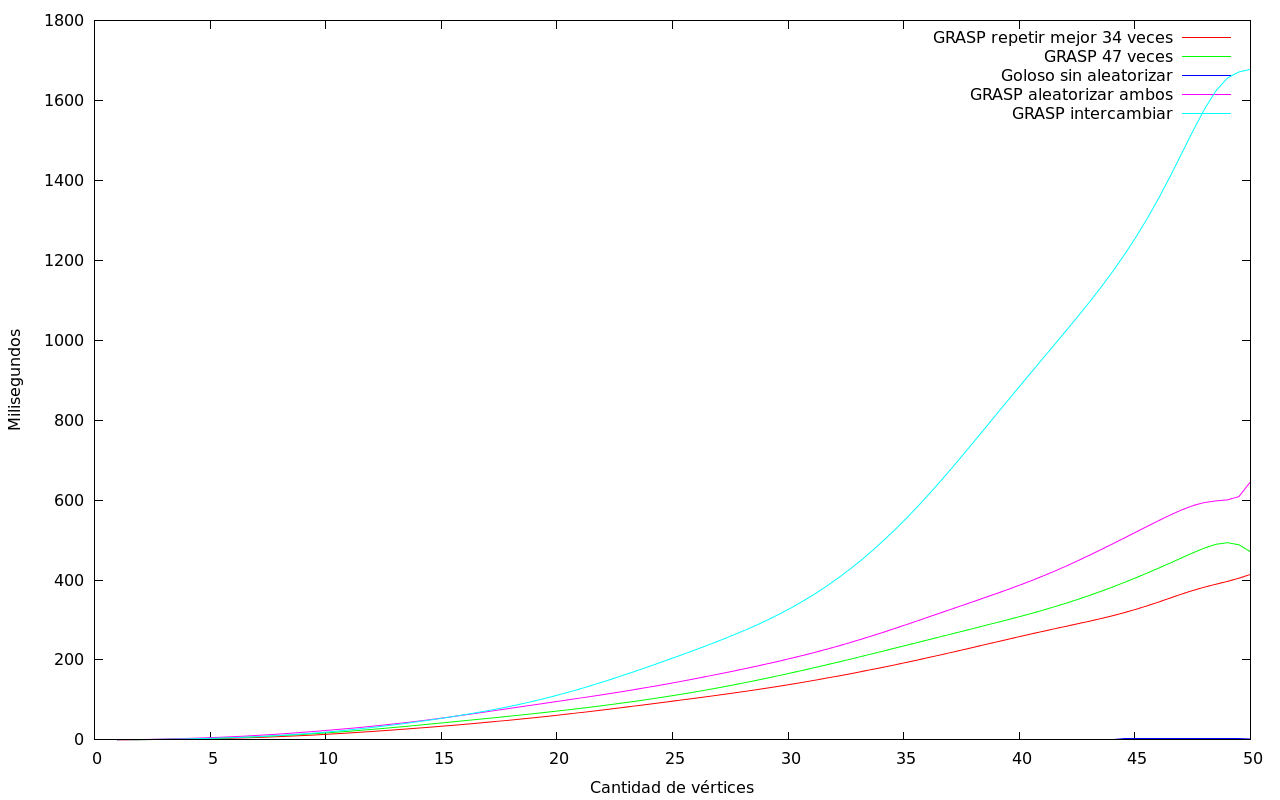 1800
1600
1400
1200
1000
800
600
400
200
0
Milisegundos
GRASP repetir mejor 34 veces
GRASP 47 veces
Goloso sin aleatorizar
GRASP aleatorizar ambos
GRASP intercambiar
0 5 10 15 20 25 30 35 40 45 50
Cantidad de vértices